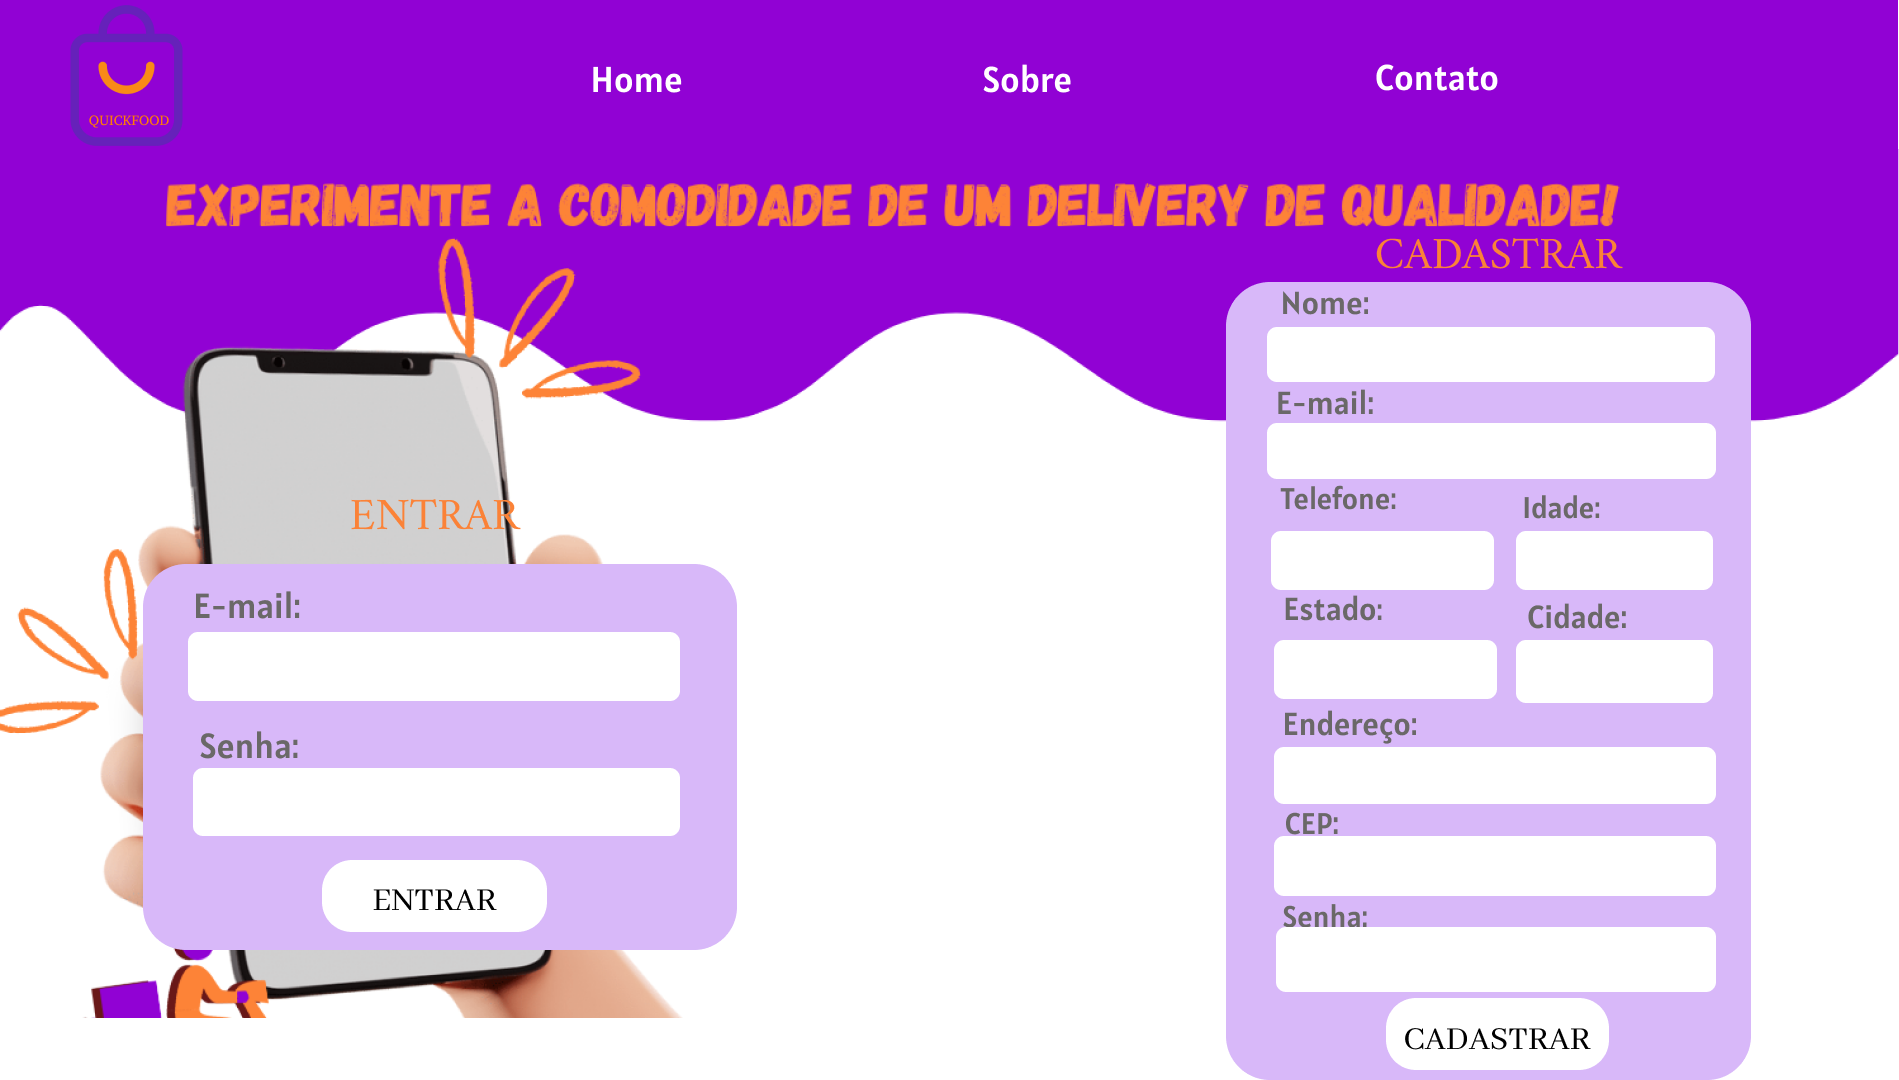 QUICKFOOD
Home
Sobre
Contato
EXPERIMENTE A COMODIDADE DE UM DELIVERY DE QUALIDADE!
ENTRAR
E-mail:
Senha:
ENTRAR
CADASTRAR
Nome:
E-mail:
Telefone:
Idade:
Estado:
Cidade:
Endereço:
CEP:
Senha:
CADASTRAR